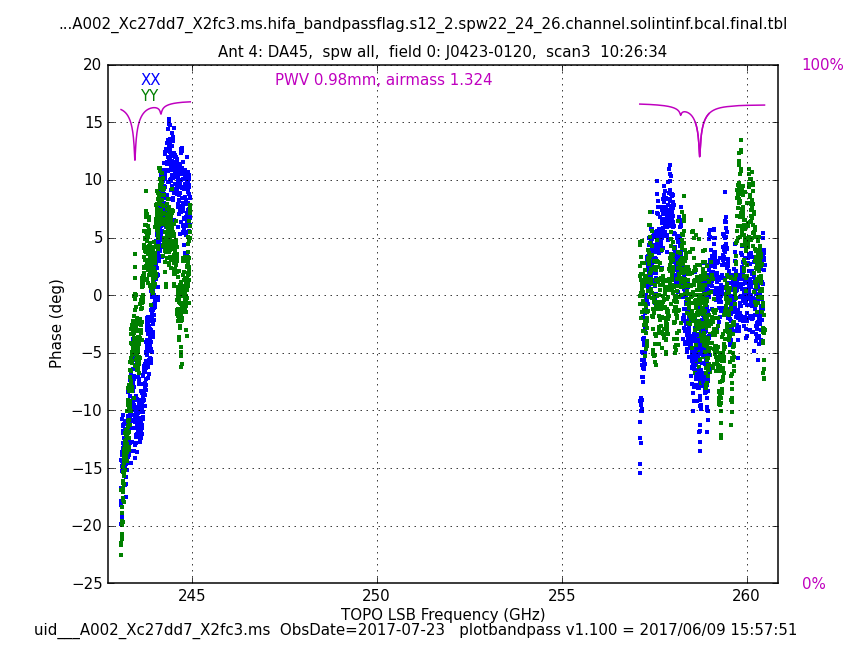 ...A002_Xc27dd7_X2fc3.ms.hifa_bandpassflag.s12_2.spw22_24_26.channel.solintinf.bcal.final.tbl
Ant 4: DA45,  spw all,  field 0: J0423-0120,  scan3  10:26:34
20
100%
XX
PWV 0.98mm, airmass 1.324
YY
15
10
5
0
−5
−10
−15
−20
−25
0%
Phase (deg)
245
250
255
260
TOPO LSB Frequency (GHz)
uid___A002_Xc27dd7_X2fc3.ms  ObsDate=2017-07-23   plotbandpass v1.100 = 2017/06/09 15:57:51